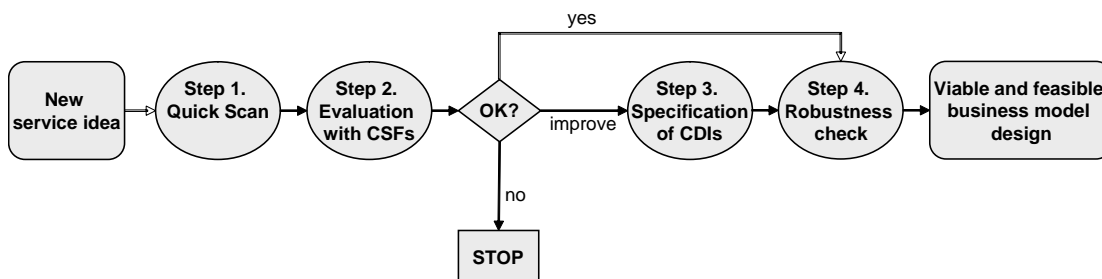 yes
New
service idea
Step 1.
Quick Scan
Step 2.
Evaluation
with CSFs
OK?
improve
Step 3.
Specification
of CDIs
Step 4.
Robustness
check
Viable and feasible
business model
design
no
STOP